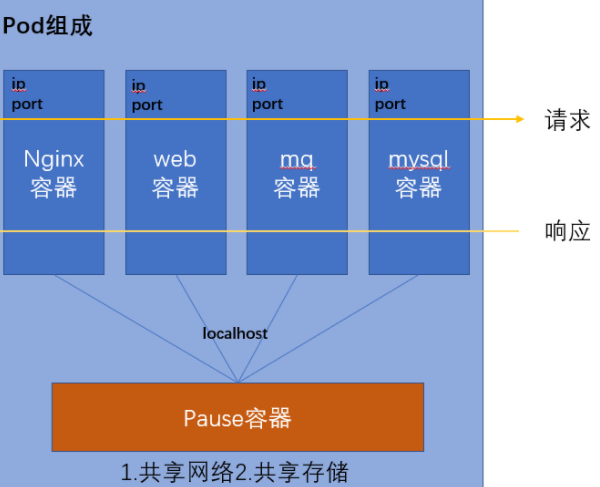 Pod组成
ip
port
ip
port
ip
port
ip
port
请求
Nginx
容器
web
容器
mq
容器
mysql
容器
响应
localhost
Pause容器
1.共享网络2.共享存储